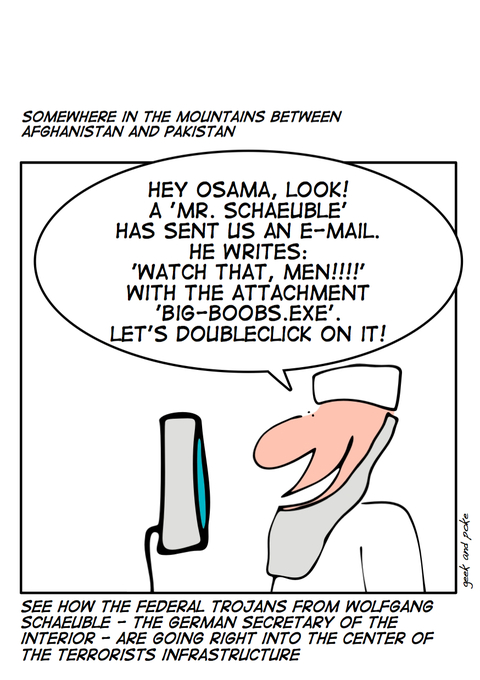 SOMEWHERE IN THE MOUNTAINS BETWEEN
AFGHANISTAN AND PAKISTAN
HEY OSAMA, LOOK!
A 'MR. SCHAEUBLE'
HAS SENT US AN E-MAIL.
HE WRITES:
'WATCH THAT, MEN!!!!'
WITH THE ATTACHMENT
'BIG-BOOBS.EXE'.
LET'S DOUBLECLICK ON IT!
geek and poke
SEE HOW THE FEDERAL TROJANS FROM WOLFGANG
SCHAEUBLE - THE GERMAN SECRETARY OF THE
INTERIOR - ARE GOING RIGHT INTO THE CENTER OF
THE TERRORISTS INFRASTRUCTURE